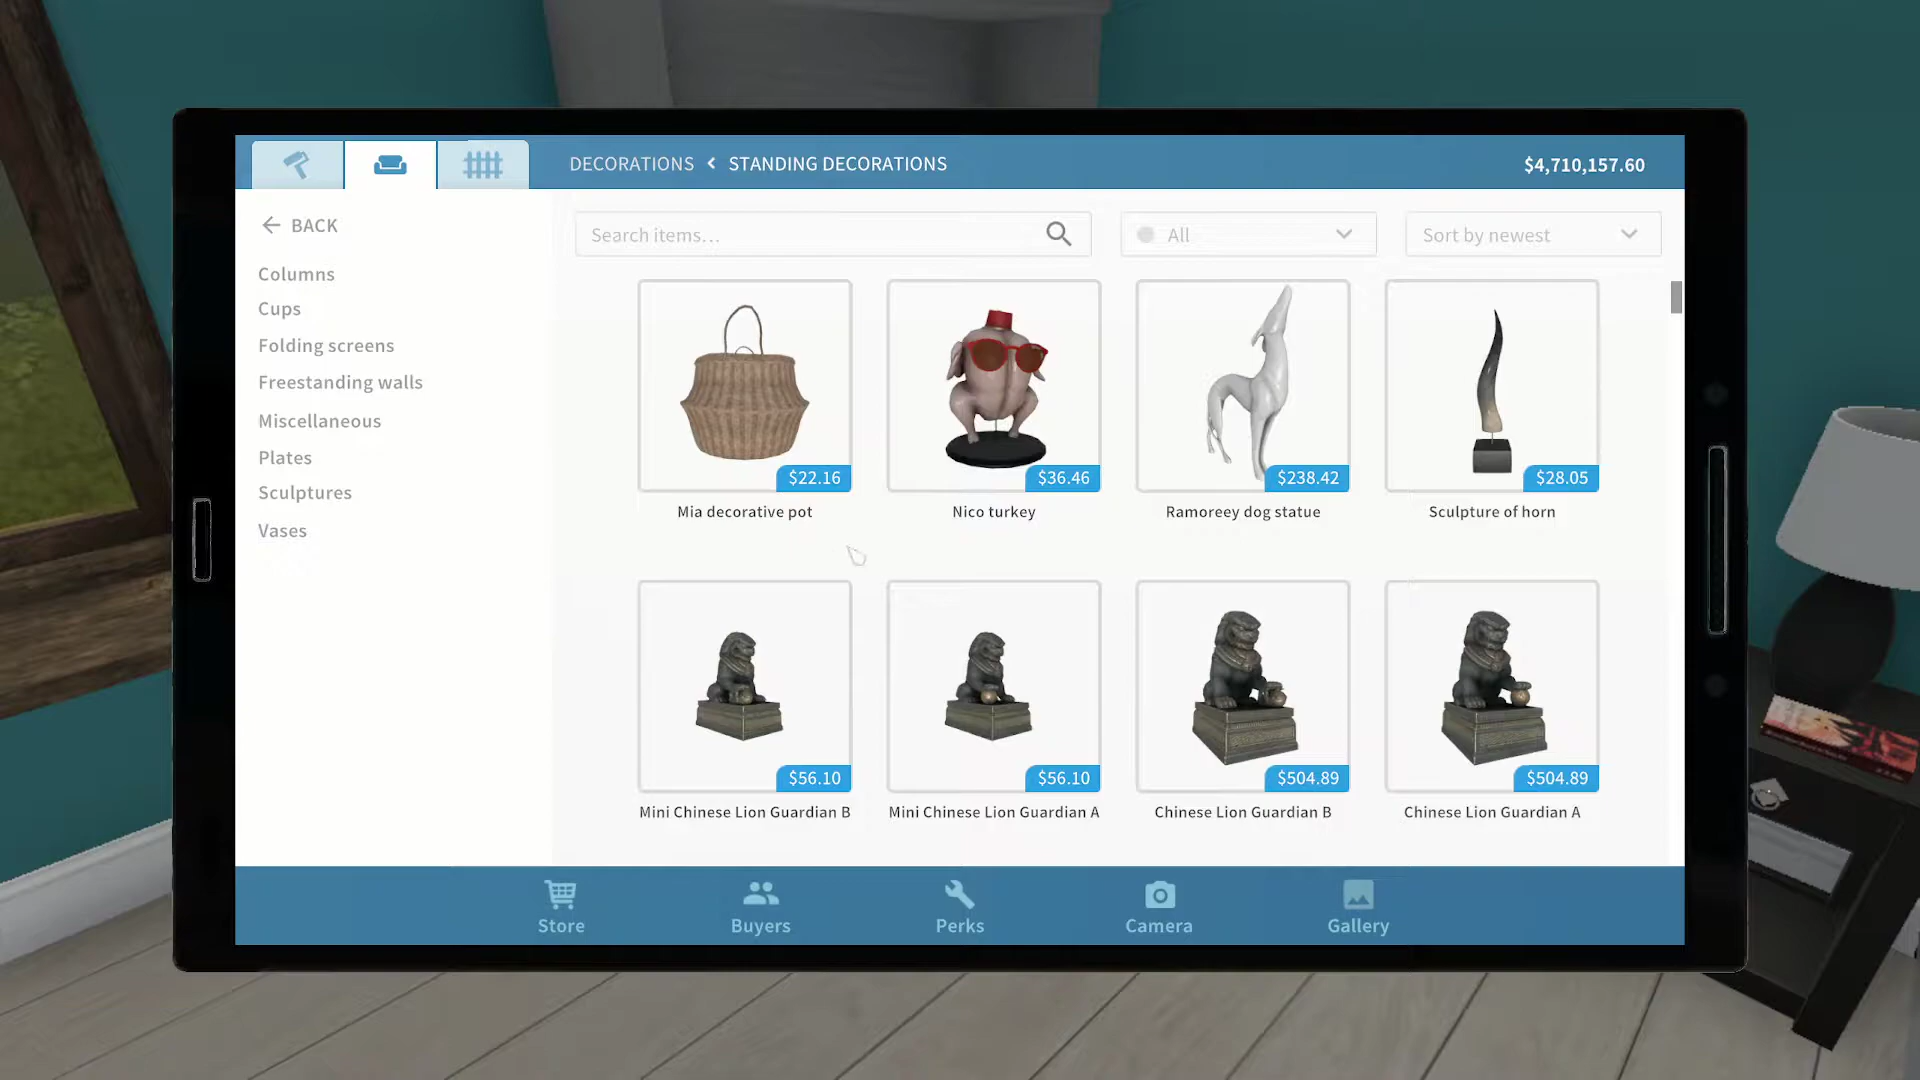 DECORATIONS < STANDING DECORATIONS
$4,710,157.60
BACK
Search items...
All
Sort by newest
Columns
Cups
Folding screens
Freestanding walls
Miscellaneous
Plates
Sculptures
Vases
$22.16
$36.46
$238.42
$28.05
Mia decorative pot
Nico turkey
Ramoreey dog statue
Sculpture of horn
$56.10
$56.10
$504.89
$504.89
Mini Chinese Lion Guardian B
Mini Chinese Lion Guardian A
Chinese Lion Guardian B
Chinese Lion Guardian A
Store
Buyers
Perks
Camera
Gallery